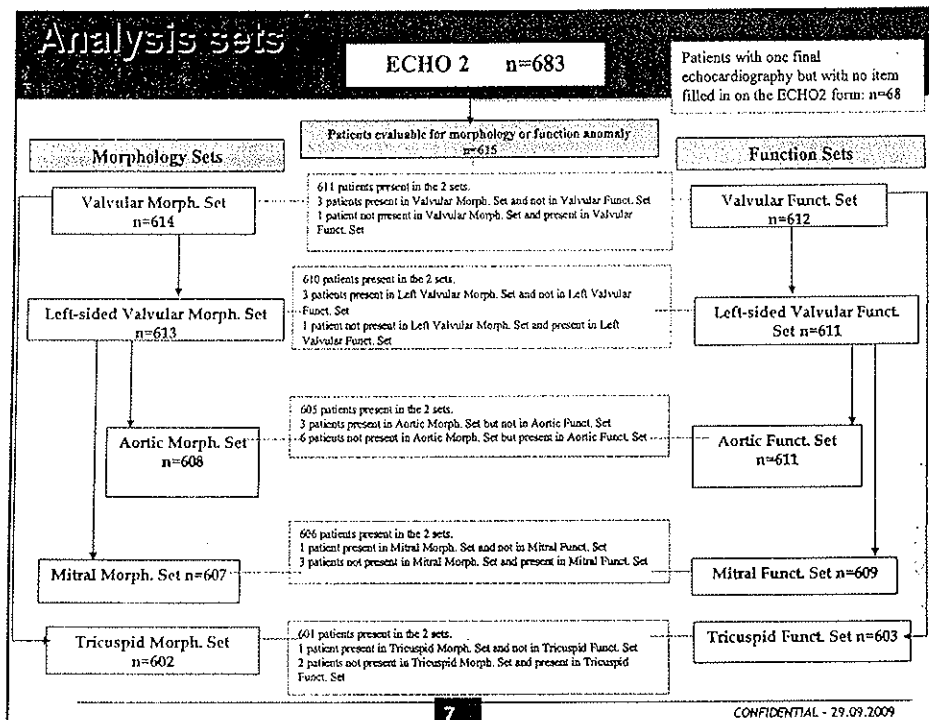 Analysis sets
ECHO 2 n=683
Patients with one final
echocardiography but with no item
filled in on the ECHO2 form: n=68
Patients evaluable for morphology or function anomaly
n=615
Morphology Sets
Function Sets
Valvular Morph. Set
n=614
611 patients present in the 2 sets.
3 patients present in Valvular Morph. Set and not in Valvular Funct. Set
1 patient not present in Valvular Morph. Set and present in Valvular
Funct. Set
Valvular Funct. Set
n=612
Left-sided Valvular Morph. Set
n=613
610 patients present in the 2 sets.
3 patients present in Left Valvular Morph. Set and not in Left Valvular
Funct. Set
1 patient not present in Left Valvular Morph. Set and present in Left
Valvular Funct. Set
Left-sided Valvular Funct.
Set n=611
Aortic Morph. Set
n=608
605 patients present in the 2 sets.
3 patients present in Aortic Morph. Set but not in Aortic Funct. Set
6 patients not present in Aortic Morph. Set but present in Aortic Funct. Set
Aortic Funct. Set
n=611
Mitral Morph. Set n=607
606 patients present in the 2 sets.
1 patient present in Mitral Morph. Set and not in Mitral Funct. Set
3 patients not present in Mitral Morph. Set and present in Mitral Funct. Set
Mitral Funct. Set n=609
Tricuspid Morph. Set
n=602
601 patients present in the 2 sets.
1 patient present in Tricuspid Morph. Set and not in Tricuspid Funct. Set
2 patients not present in Tricuspid Morph. Set and present in Tricuspid
Funct. Set
Tricuspid Funct. Set n=603
7
CONFIDENTIAL - 29.09.2009